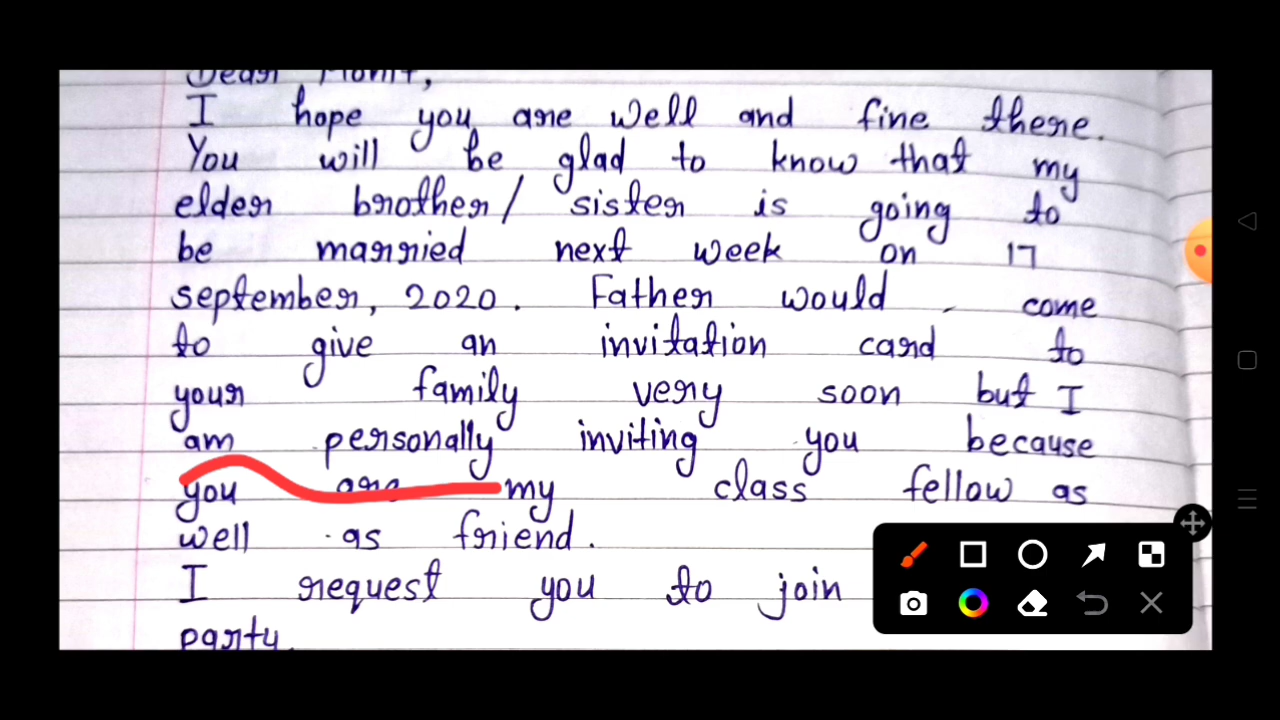 Dear Mohit,
I hope you are well and fine there.
You will be glad to know that my
elder brother/ sister is going to
be married next week on 17
september, 2020. Father would come
to give an invitation card to
your family very soon but I
am personally inviting you because
you are my class fellow as
well as friend.
I request you to join
party.